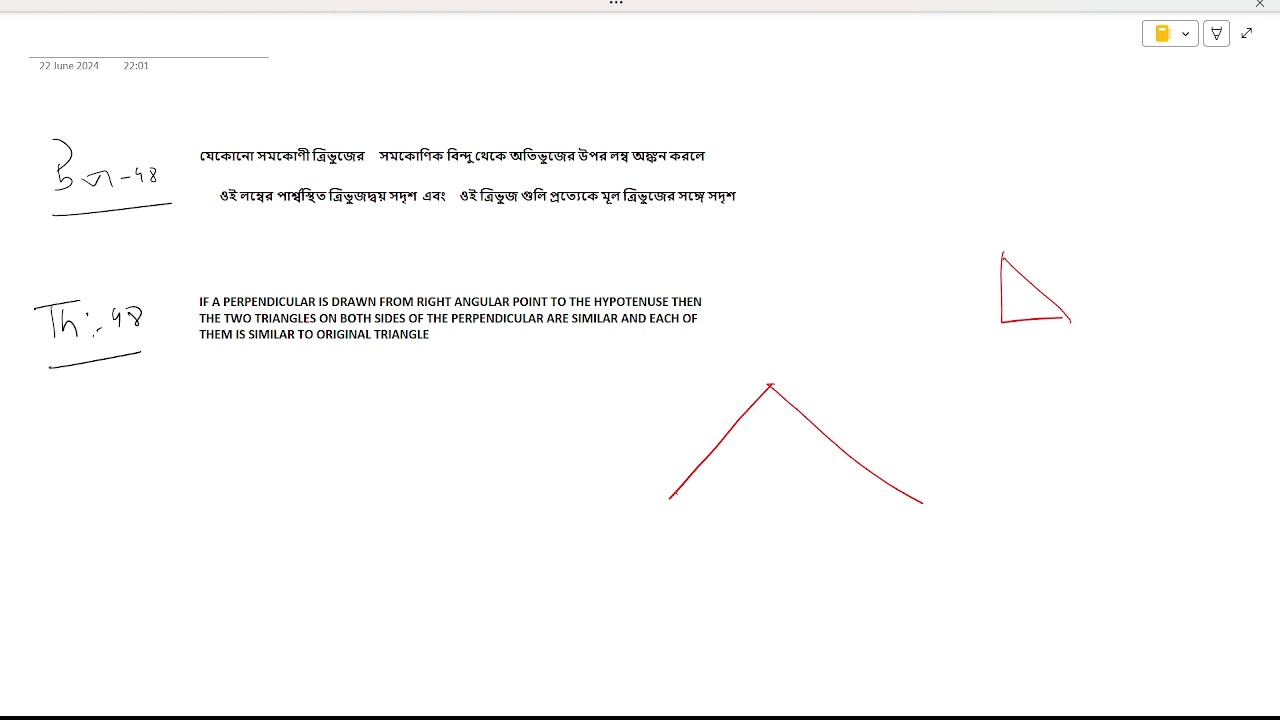 22 June 2024 22:01
-48
যেকোনো সমকোণী ত্রিভুজের সমকোণিক বিন্দু থেকে অতিভুজের উপর লম্ব অঙ্কন করলে
ওই লম্বের পার্শ্বস্থিত ত্রিভুজদ্বয় সদৃশ এবং ওই ত্রিভুজ গুলি প্রত্যেকে মূল ত্রিভুজের সঙ্গে সদৃশ
Th:-48
IF A PERPENDICULAR IS DRAWN FROM RIGHT ANGULAR POINT TO THE HYPOTENUSE THEN
THE TWO TRIANGLES ON BOTH SIDES OF THE PERPENDICULAR ARE SIMILAR AND EACH OF
THEM IS SIMILAR TO ORIGINAL TRIANGLE